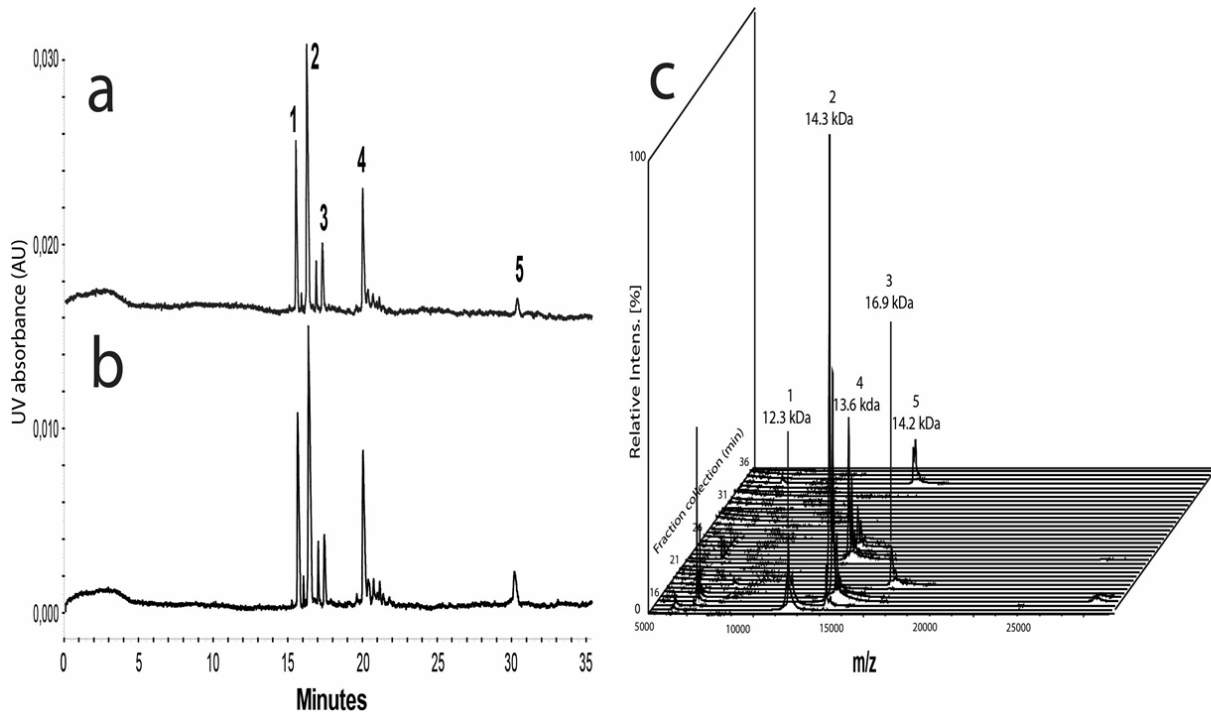 a
0,030
2
1
4
0,020
3
5
UV absorbance (AU)
b
0,010
0,000
0 5 10 15 20 25 30 35
Minutes
c
2
14.3 kDa
100
3
16.9 kDa
4
13.6 kda
1
12.3 kDa
5
14.2 kDa
Relative Intens. [%]
Fraction collection (min)
36
31
21
16
0
5000 10000 15000 20000 25000
m/z